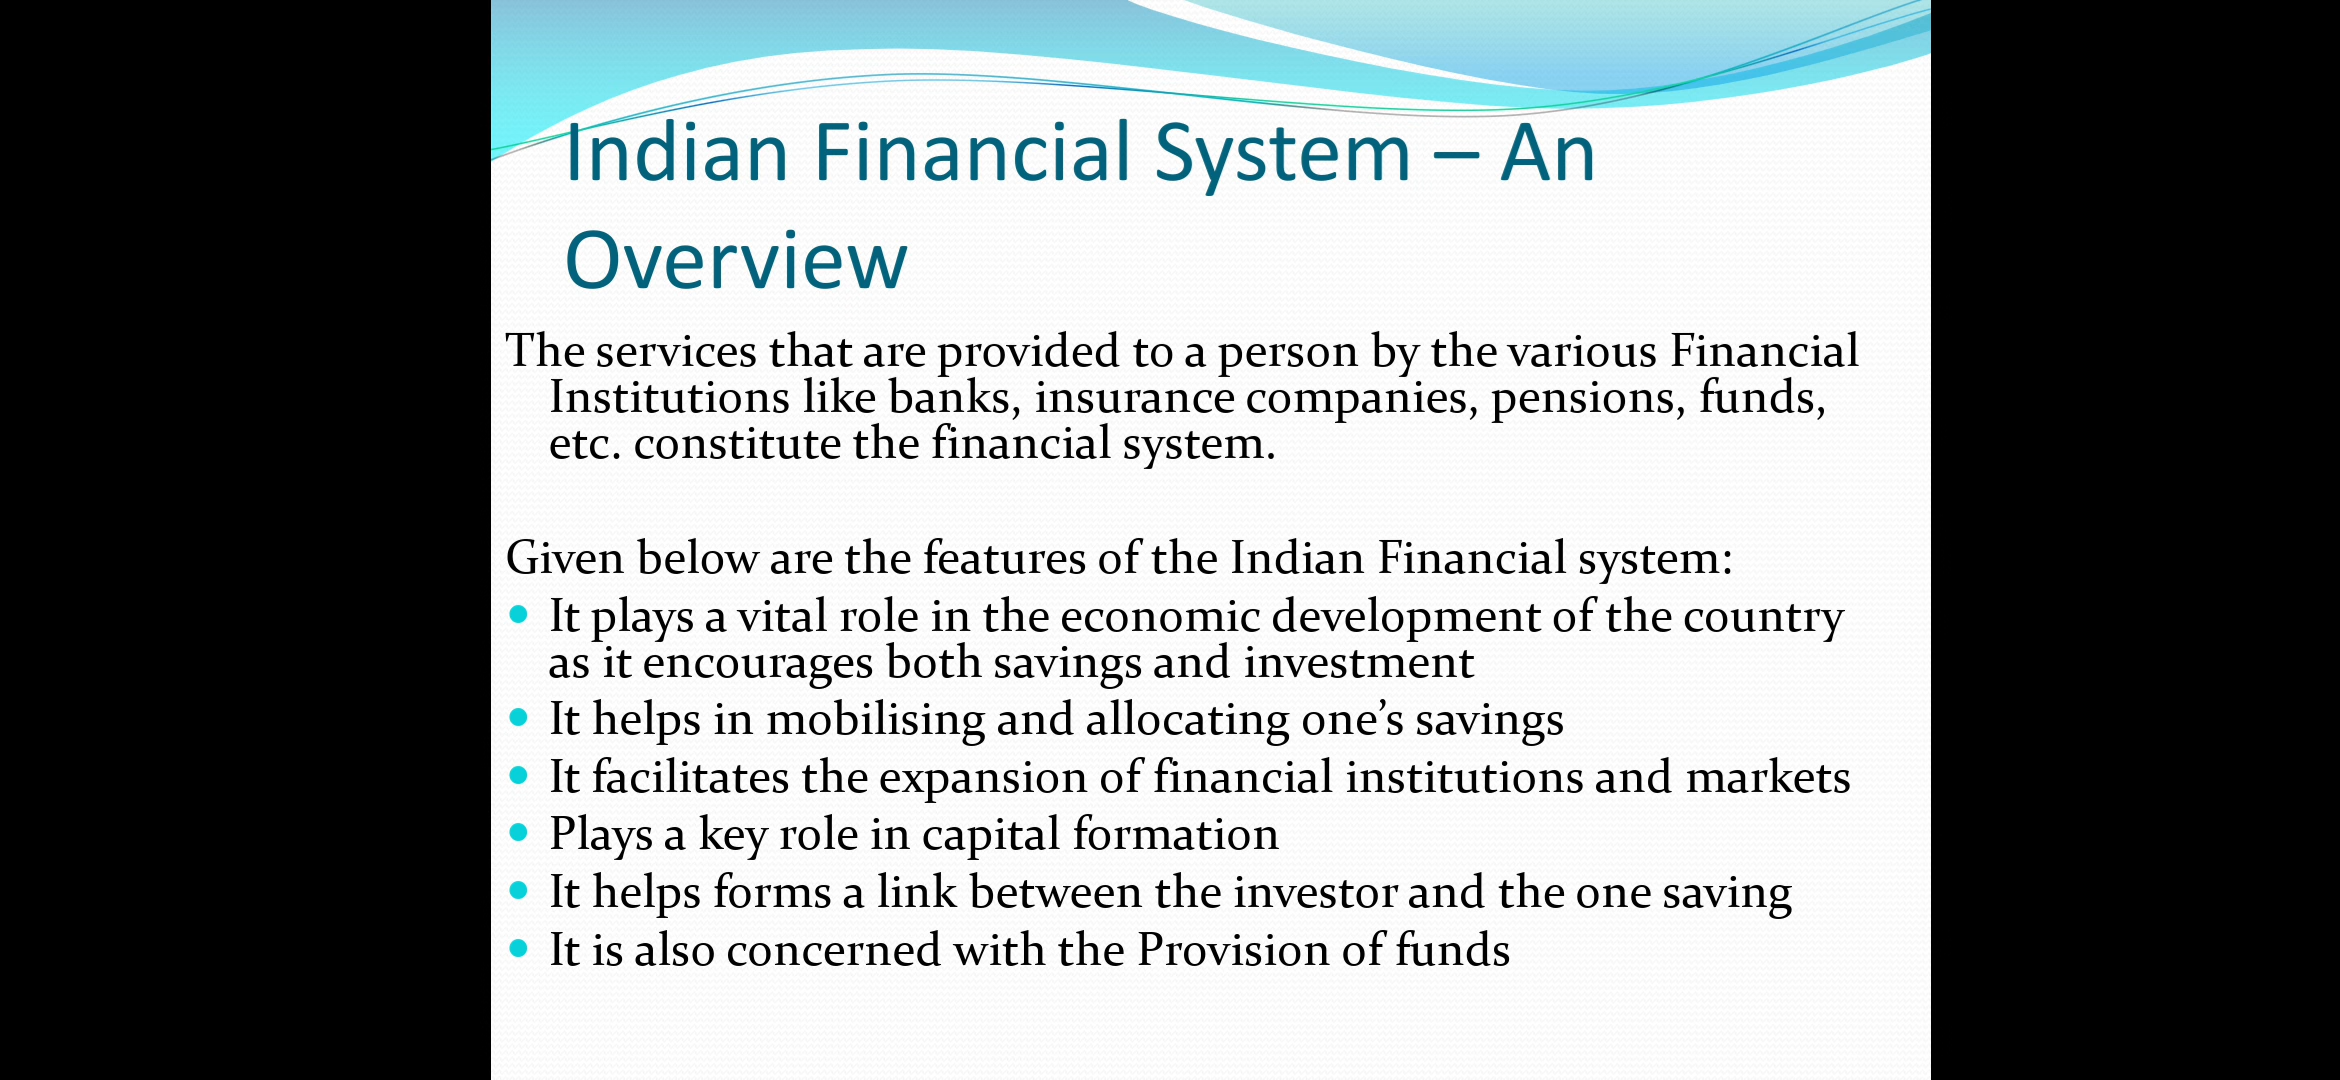 Indian Financial System – An
Overview
The services that are provided to a person by the various Financial
Institutions like banks, insurance companies, pensions, funds,
etc. constitute the financial system.
Given below are the features of the Indian Financial system:
• It plays a vital role in the economic development of the country
as it encourages both savings and investment
• It helps in mobilising and allocating one’s savings
• It facilitates the expansion of financial institutions and markets
• Plays a key role in capital formation
• It helps forms a link between the investor and the one saving
• It is also concerned with the Provision of funds